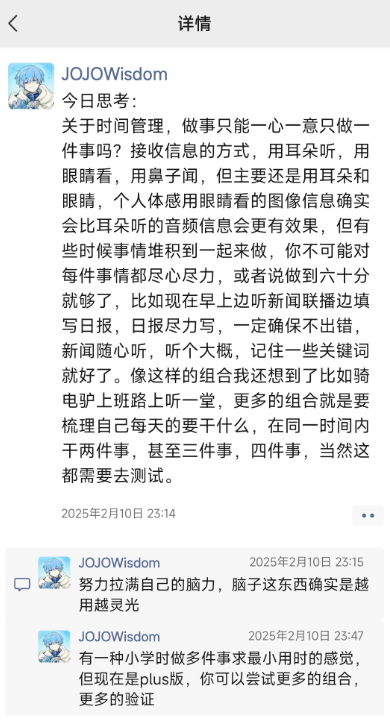 详情
JOJOWisdom
今日思考：
关于时间管理，做事只能一心一意只做一
件事吗？接收信息的方式，用耳朵听，用
眼睛看，用鼻子闻，但主要还是用耳朵和
眼睛，个人体感用眼睛看的图像信息确实
会比耳朵听的音频信息会更有效果，但有
些时候事情堆积到一起来做，你不可能对
每件事情都尽心尽力，或者说做到六十分
就够了，比如现在早上边听新闻联播边填
写日报，日报尽力写，一定确保不出错，
新闻随心听，听个大概，记住一些关键词
就好了。像这样的组合我还想到了比如骑
电驴上班路上听一堂，更多的组合就是要
梳理自己每天的要干什么，在同一时间内
干两件事，甚至三件事，四件事，当然这
都需要去测试。
2025年2月10日 23:14
JOJOWisdom 2025年2月10日 23:15
努力拉满自己的脑力，脑子这东西确实是越
用越灵光
JOJOWisdom 2025年2月10日 23:47
有一种小学时做多件事求最小用时的感觉，
但现在是plus版，你可以尝试更多的组合，
更多的验证